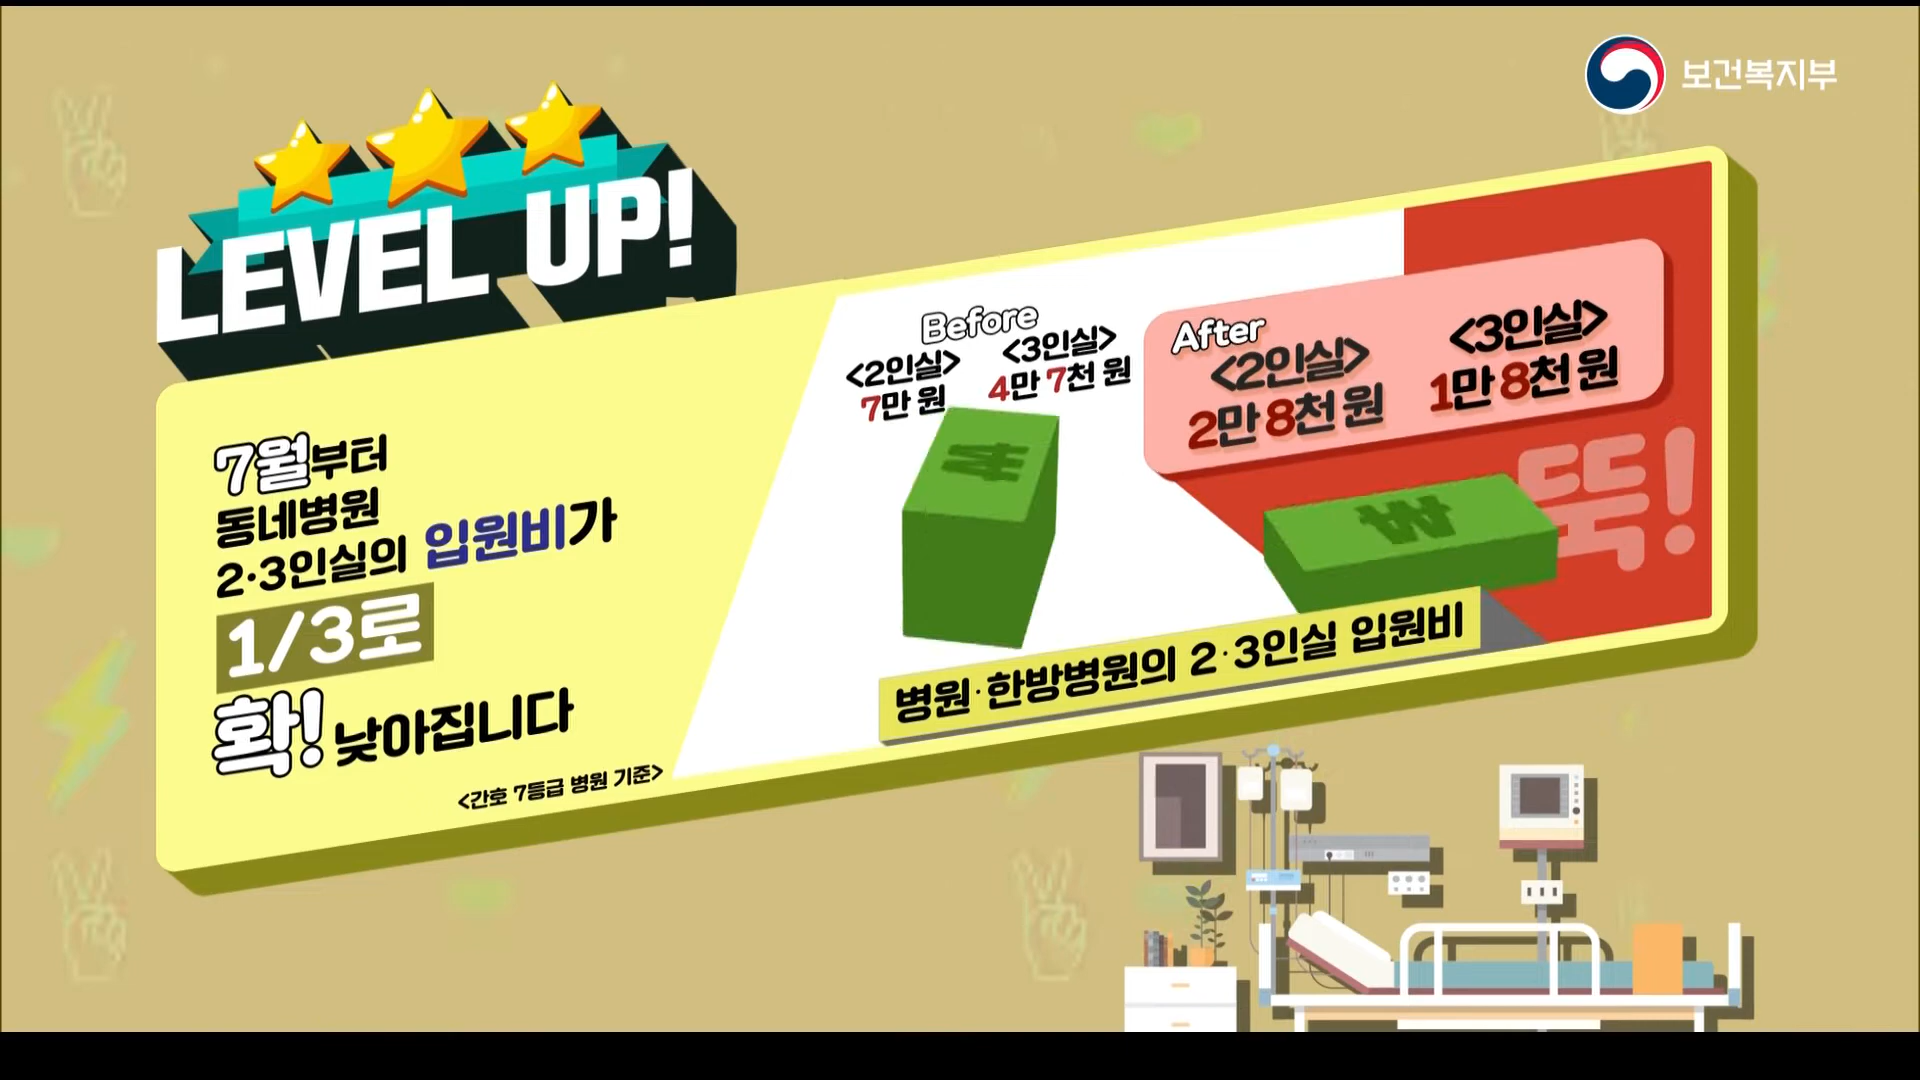 보건복지부
LEVEL UP!
7월부터
동네병원
2·3인실의 입원비가
1/3로
확! 낮아집니다
<간호 7등급 병원 기준>
Before
<2인실> <3인실>
7만 원 4만 7천 원
After
<2인실> <3인실>
2만 8천 원 1만 8천 원
뚝!
₩
₩
병원·한방병원의 2·3인실 입원비